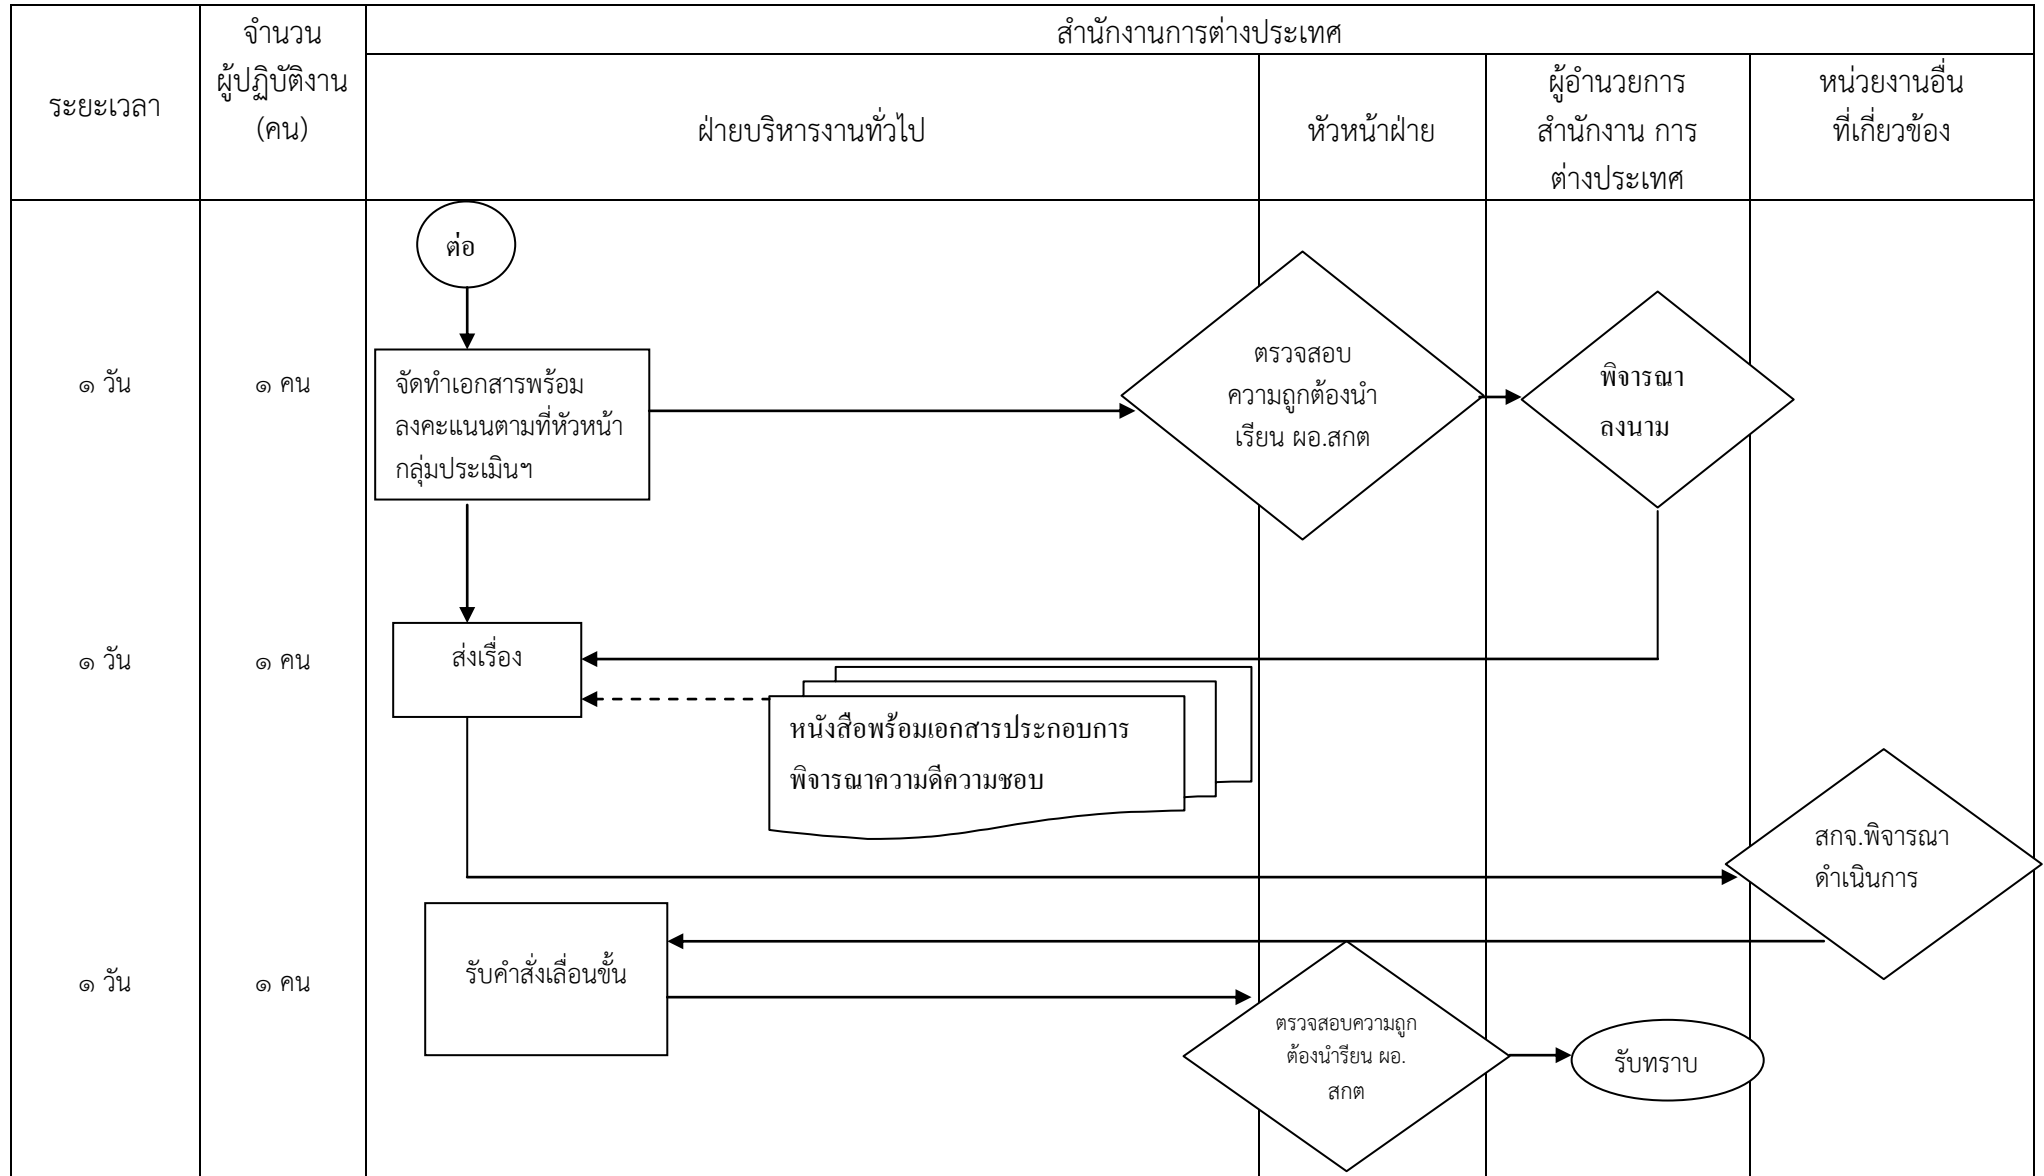 ระยะเวลา
จำนวน
ผู้ปฏิบัติงาน
(คน)
สำนักงานการต่างประเทศ
ฝ่ายบริหารงานทั่วไป
หัวหน้าฝ่าย
ผู้อำนวยการ
สำนักงาน การ
ต่างประเทศ
หน่วยงานอื่น
ที่เกี่ยวข้อง
ต่อ
๑ วัน
๑ คน
จัดทำเอกสารพร้อม
ลงคะแนนตามที่หัวหน้า
กลุ่มประเมินฯ
ตรวจสอบ
ความถูกต้องนำ
เรียน ผอ.สกต
พิจารณา
ลงนาม
๑ วัน
๑ คน
ส่งเรื่อง
หนังสือพร้อมเอกสารประกอบการ
พิจารณาความดีความชอบ
สกจ.พิจารณา
ดำเนินการ
๑ วัน
๑ คน
รับคำสั่งเลื่อนขั้น
ตรวจสอบความถูก
ต้องนำรียน ผอ.
สกต
รับทราบ